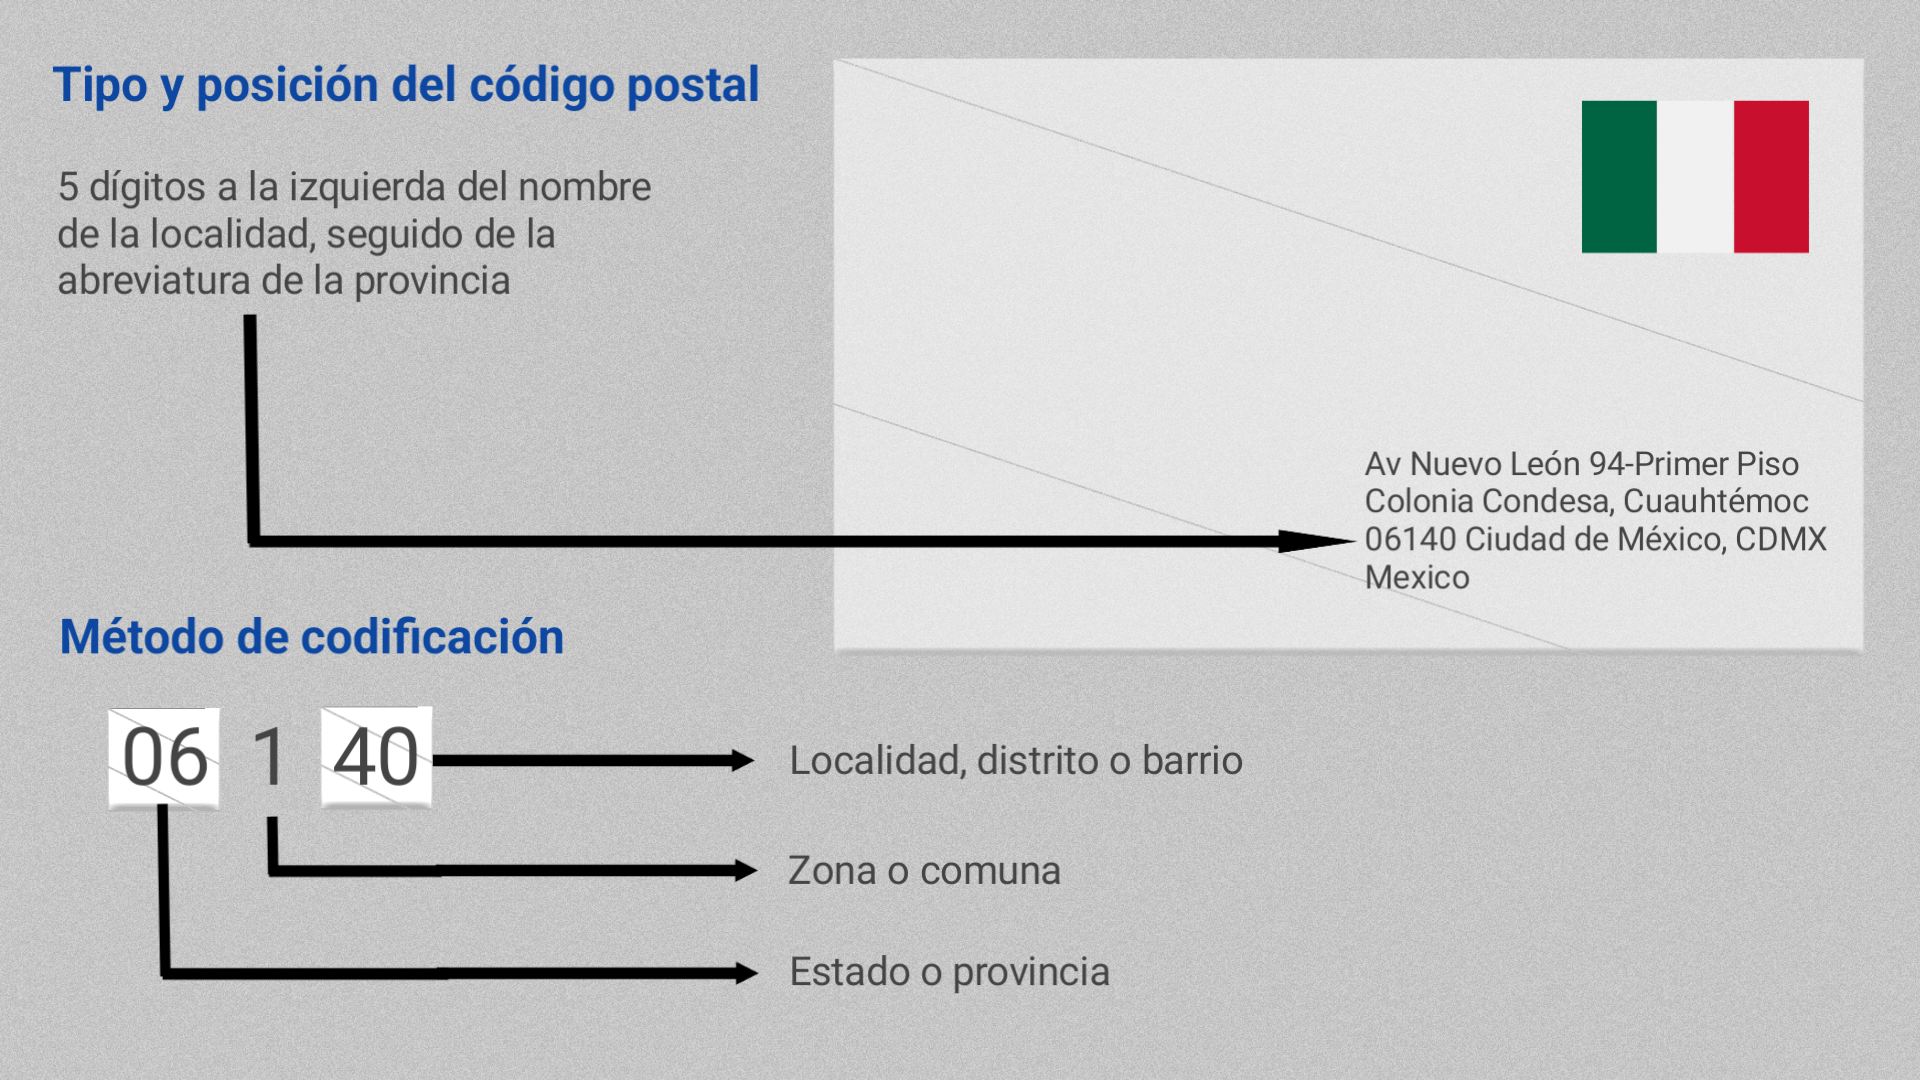 Tipo y posición del código postal
5 dígitos a la izquierda del nombre
de la localidad, seguido de la
abreviatura de la provincia
Av Nuevo León 94-Primer Piso
Colonia Condesa, Cuauhtémoc
06140 Ciudad de México, CDMX
Mexico
Método de codificación
06 1 40
Localidad, distrito o barrio
Zona o comuna
Estado o provincia